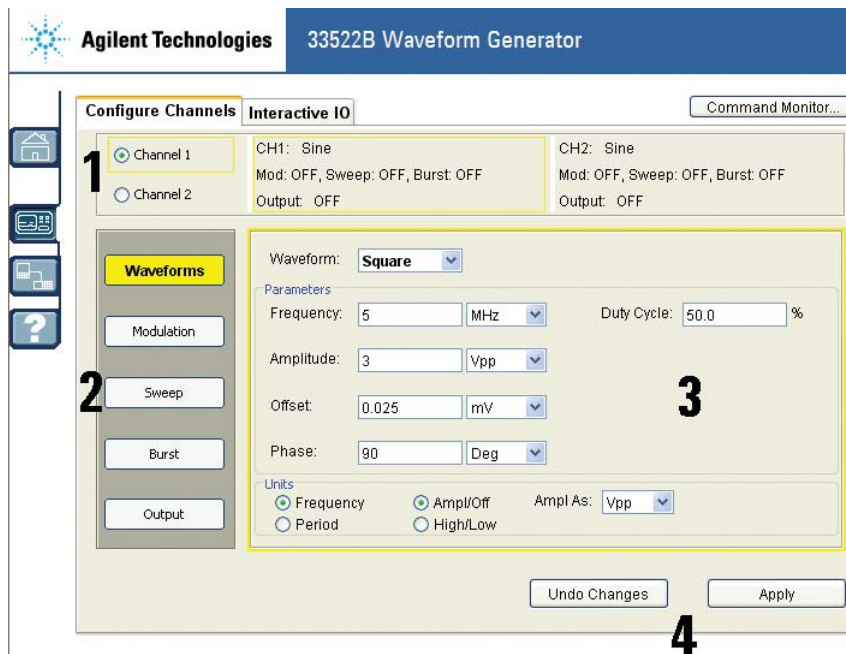 Agilent Technologies 33522B Waveform Generator
Configure Channels Interactive IO Command Monitor...
1
Channel 1
Channel 2
CH1: Sine
Mod: OFF, Sweep: OFF, Burst: OFF
Output: OFF
CH2: Sine
Mod: OFF, Sweep: OFF, Burst: OFF
Output: OFF
2
Waveforms
Modulation
Sweep
Burst
Output
Waveform: Square
Parameters
Frequency: 5 MHz Duty Cycle: 50.0 %
Amplitude: 3 Vpp
3
Offset: 0.025 mV
Phase: 90 Deg
Units
Frequency Ampl/Off Ampl As: Vpp
Period High/Low
Undo Changes Apply
4
?